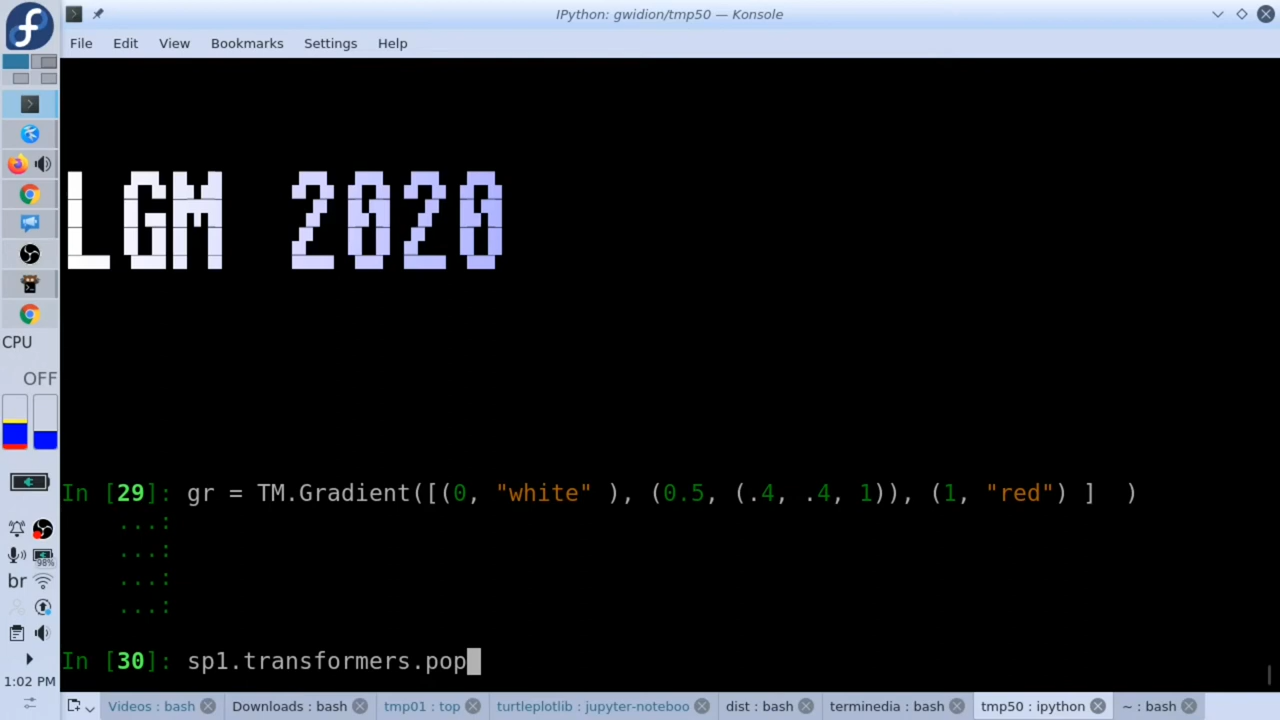 IPython: gwidion/tmp50 — Konsole
File Edit View Bookmarks Settings Help
LGM 2020
CPU
OFF
In [29]: gr = TM.Gradient([(0, "white" ), (0.5, (.4, .4, 1)), (1, "red") ]  )
...:
...:
...:
...:
98%
br
In [30]: sp1.transformers.pop
1:02 PM
Videos : bash Downloads : bash tmp01 : top turtleplotlib : jupyter-noteboo dist : bash terminedia : bash tmp50 : ipython ~ : bash